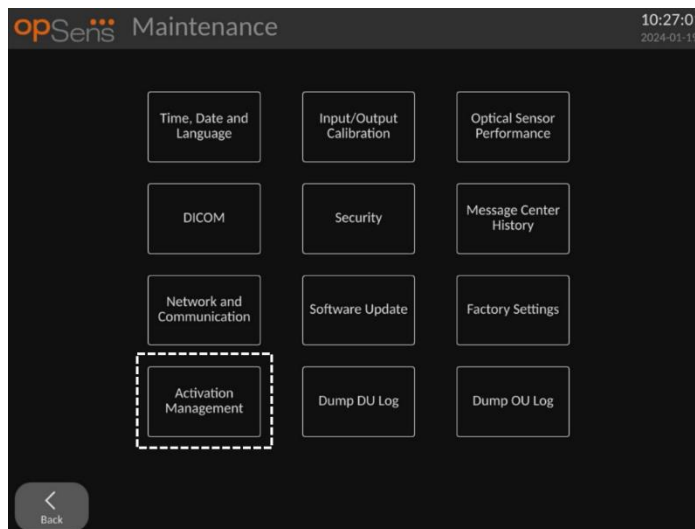 opSens Maintenance
10:27:0
2024-01-19
Time, Date and
Language
Input/Output
Calibration
Optical Sensor
Performance
DICOM
Security
Message Center
History
Network and
Communication
Software Update
Factory Settings
Activation
Management
Dump DU Log
Dump OU Log
Back